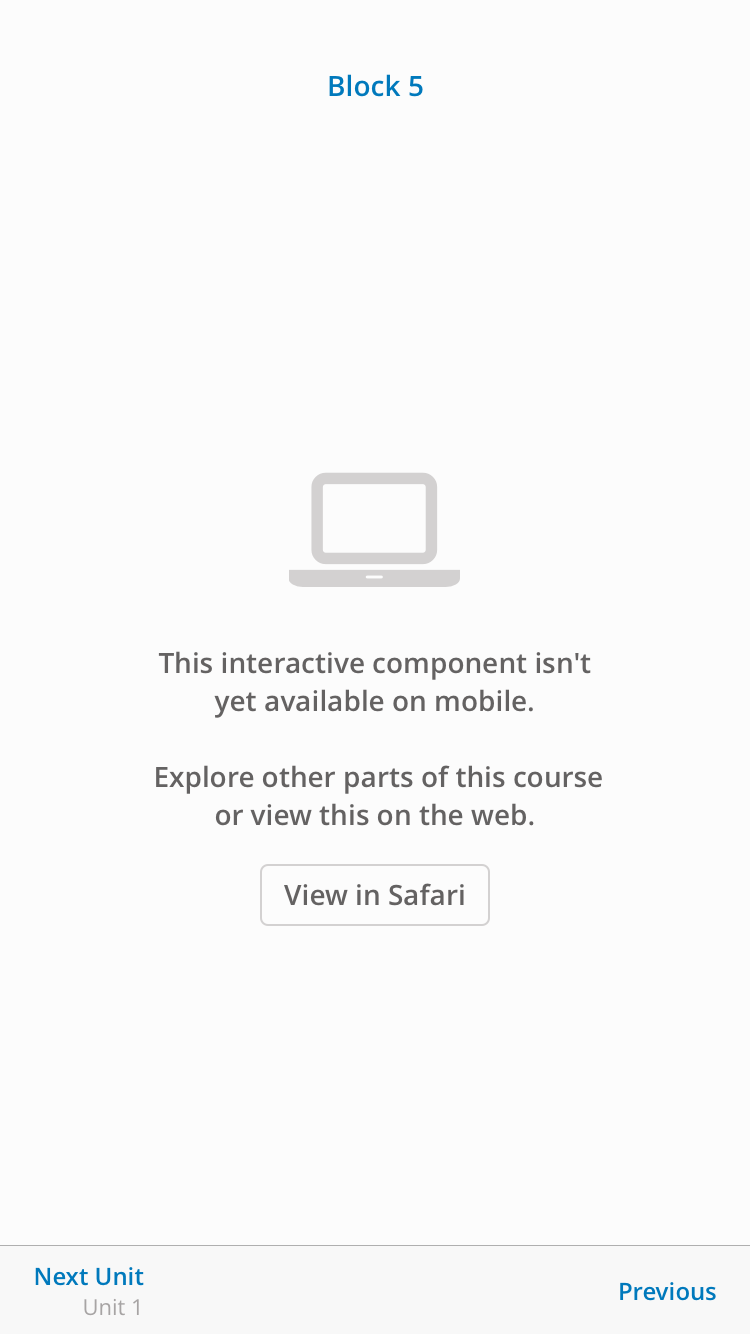 Block 5
This interactive component isn't
yet available on mobile.
Explore other parts of this course
or view this on the web.
View in Safari
Next Unit
Unit 1
Previous